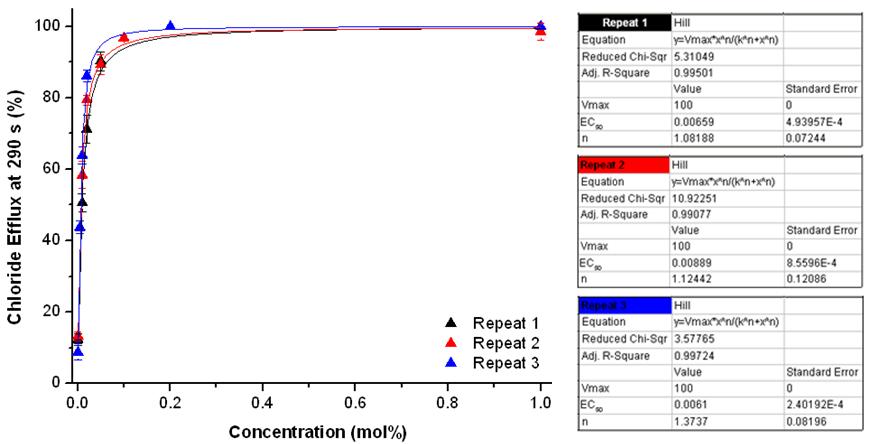 Chloride Efflux at 290 s (%)
100
80
60
40
20
0
0.0 0.2 0.4 0.6 0.8 1.0
Concentration (mol%)
Repeat 1
Repeat 2
Repeat 3
Repeat 1 Hill
Equation y=Vmax*x^n/(k^n+x^n)
Reduced Chi-Sqr 5.31049
Adj. R-Square 0.99501
Value Standard Error
Vmax 100 0
EC50 0.00659 4.93957E-4
n 1.08188 0.07244
Repeat 2 Hill
Equation y=Vmax*x^n/(k^n+x^n)
Reduced Chi-Sqr 10.92251
Adj. R-Square 0.99077
Value Standard Error
Vmax 100 0
EC50 0.00889 8.5596E-4
n 1.12442 0.12086
Repeat 3 Hill
Equation y=Vmax*x^n/(k^n+x^n)
Reduced Chi-Sqr 3.57765
Adj. R-Square 0.99724
Value Standard Error
Vmax 100 0
EC50 0.0061 2.40192E-4
n 1.3737 0.08196